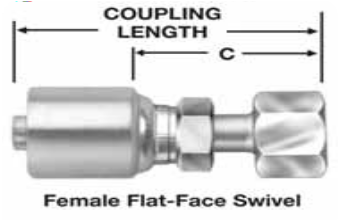 COUPLING
LENGTH
C
Female Flat-Face Swivel